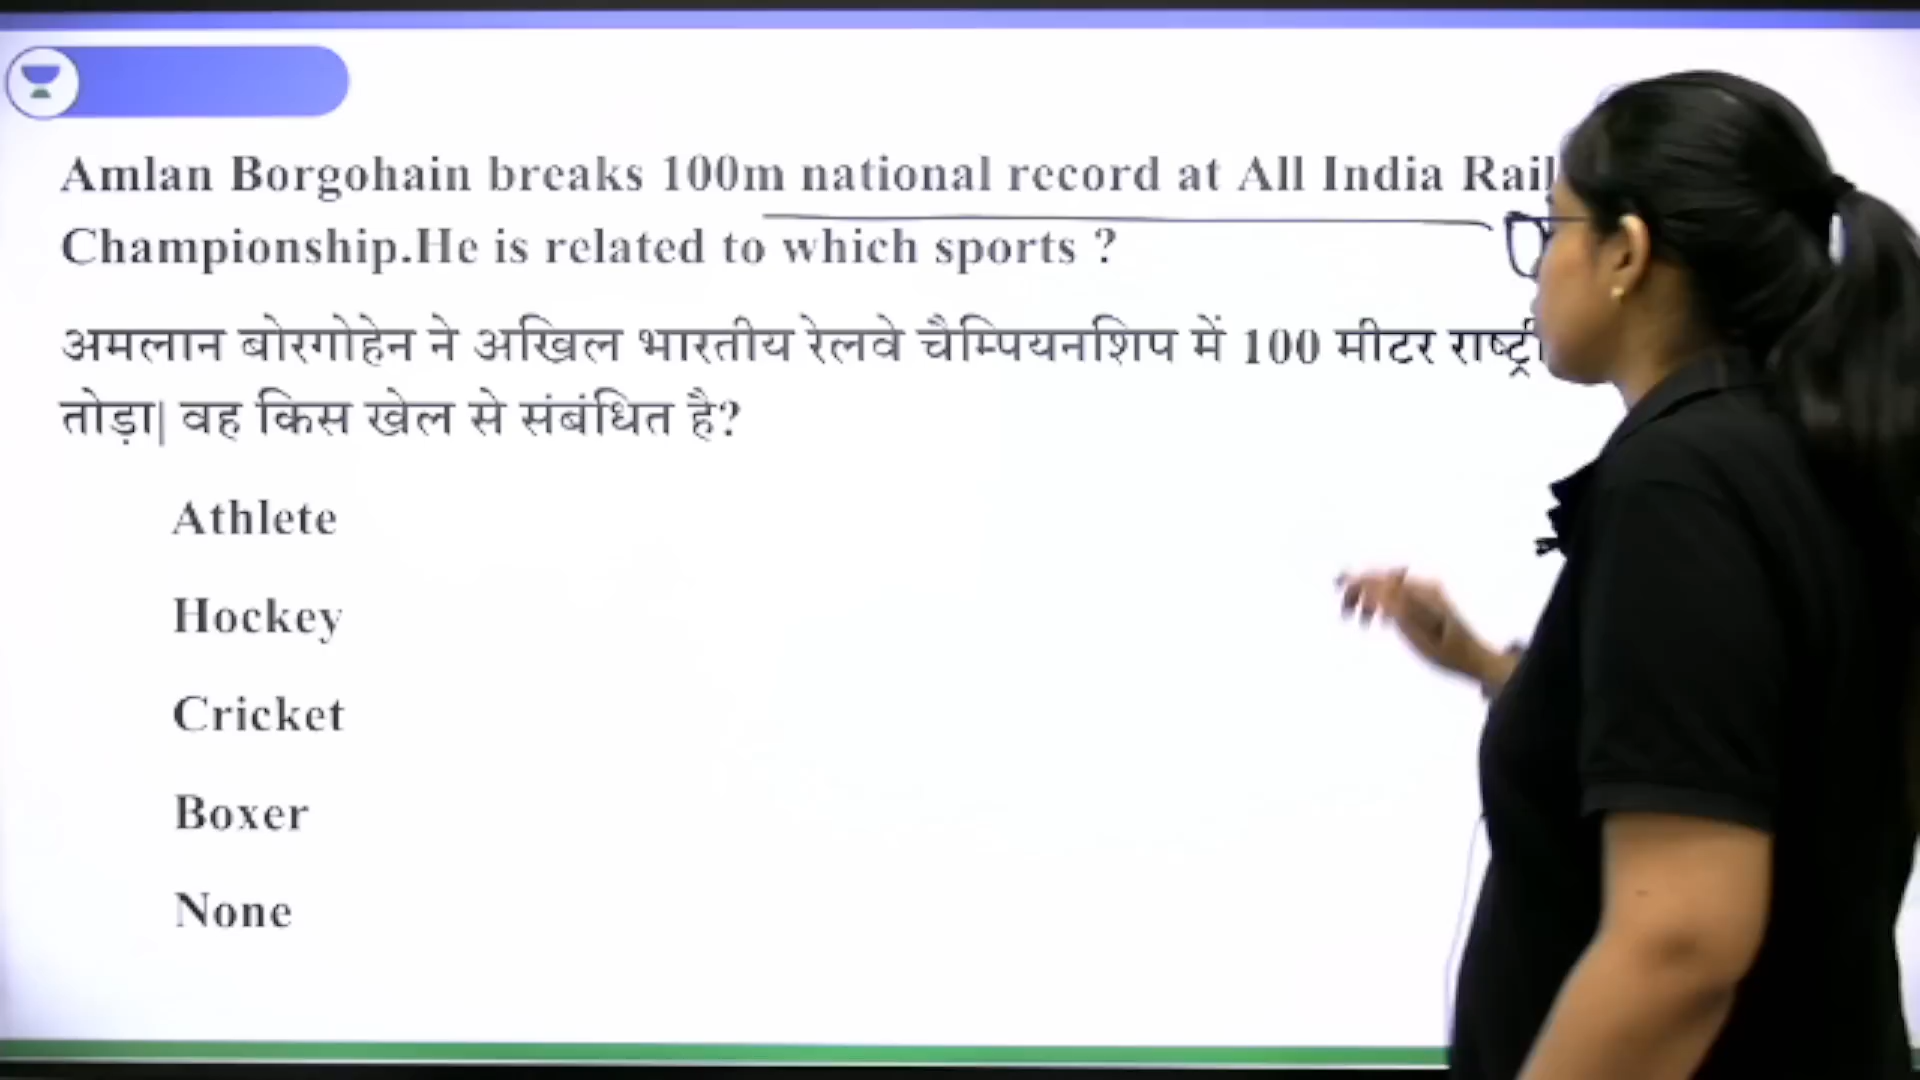 Amlan Borgohain breaks 100m national record at All India
Championship.He is related to which sports ?
अमलान बोरगोहेन ने अखिल भारतीय रेलवे चैम्पियनशिप में 100 मीटर
तोड़ा| वह किस खेल से संबंधित है?
Athlete
Hockey
Cricket
Boxer
None